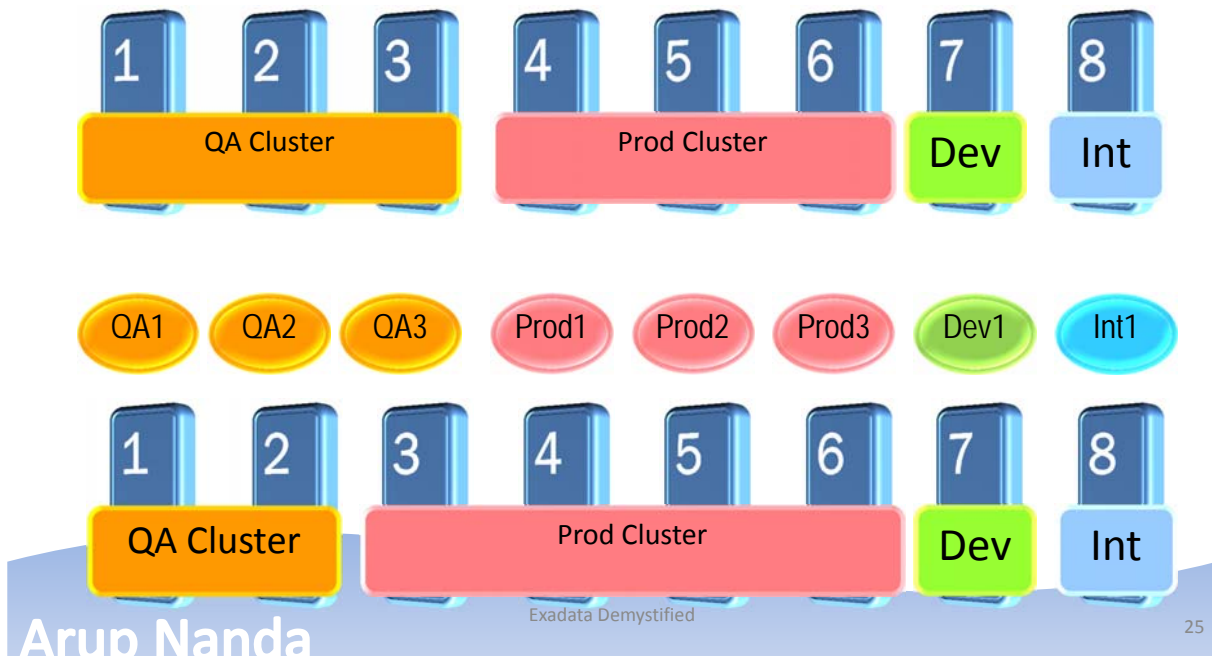 1 2 3 4 5 6 7 8
QA Cluster Prod Cluster Dev Int
QA1 QA2 QA3 Prod1 Prod2 Prod3 Dev1 Int1
1 2 3 4 5 6 7 8
QA Cluster Prod Cluster Dev Int
Exadata Demystified
25
Arup Nanda